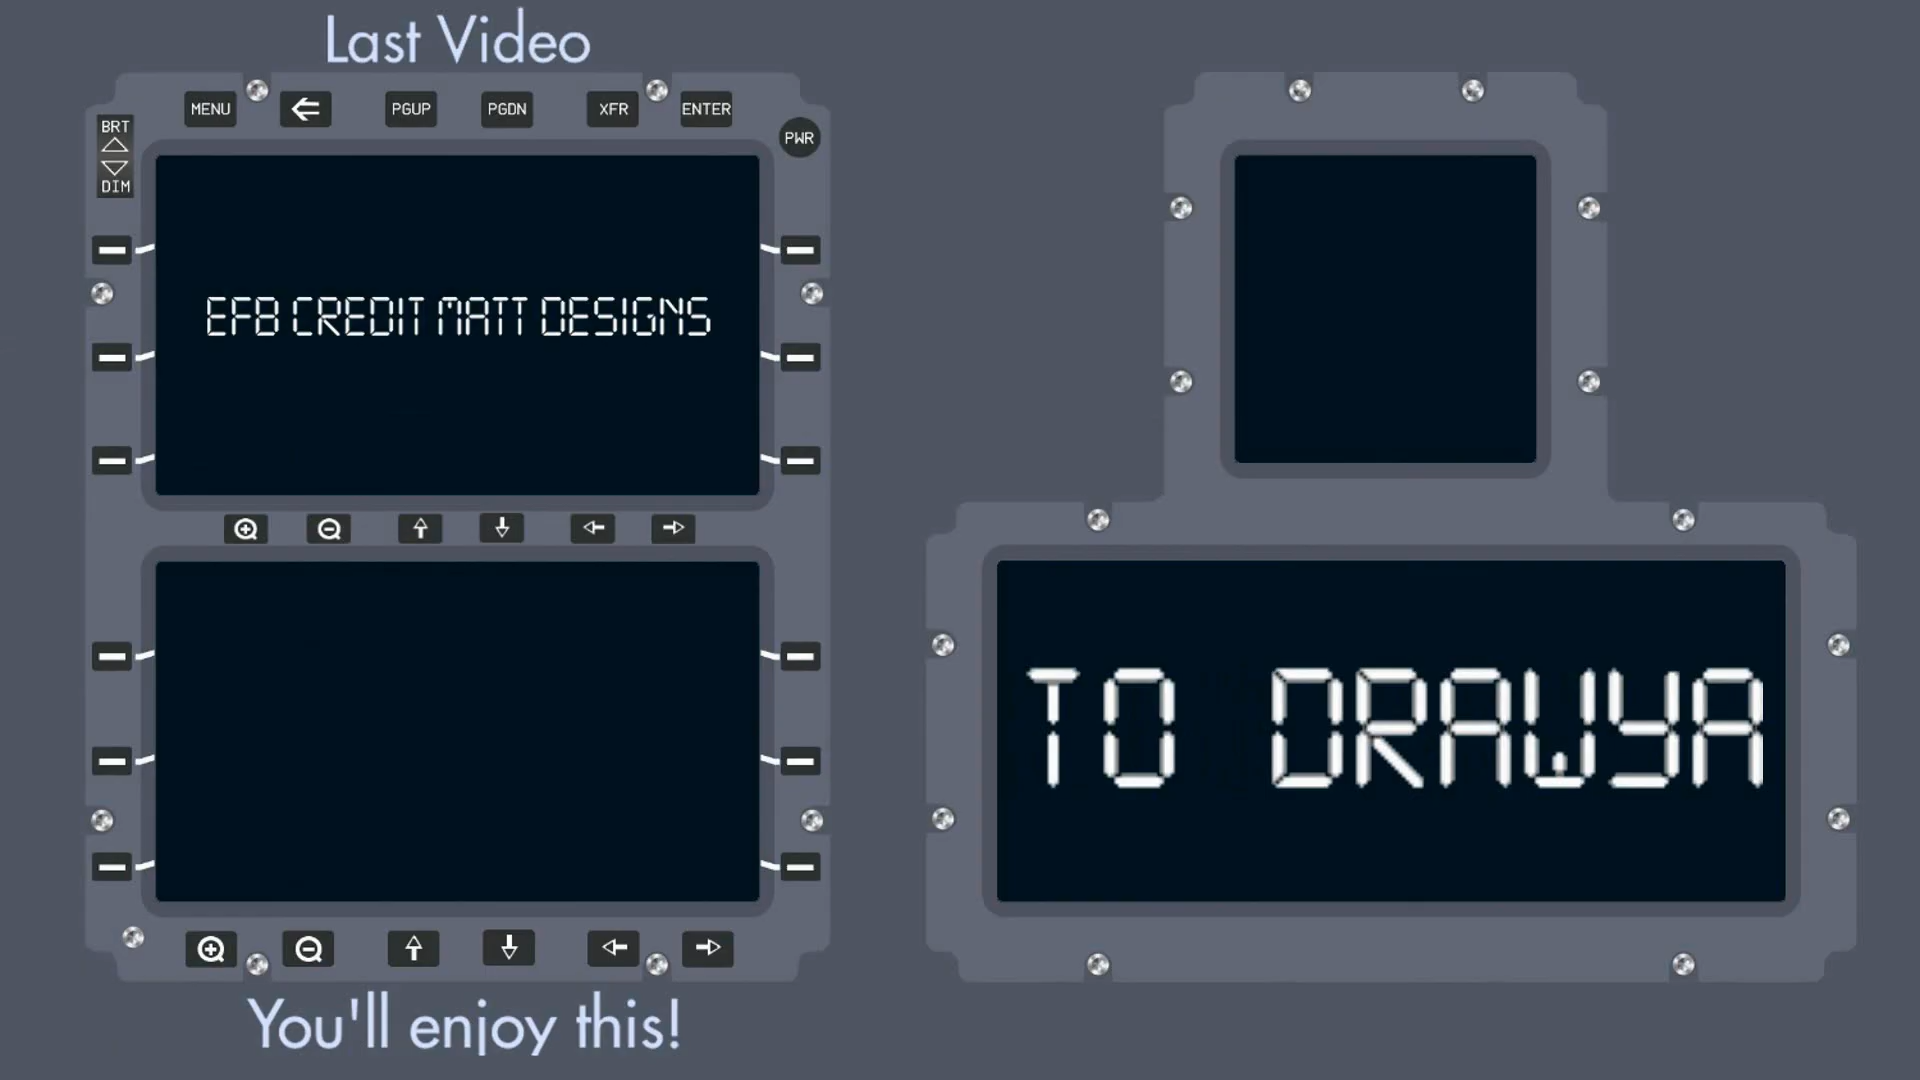 Last Video
MENU
PGUP
PGDN
XFR
ENTER
BRT
PWR
DIM
EFB CREDIT MATT DESIGNS
TO DRAWYA
You'll enjoy this!